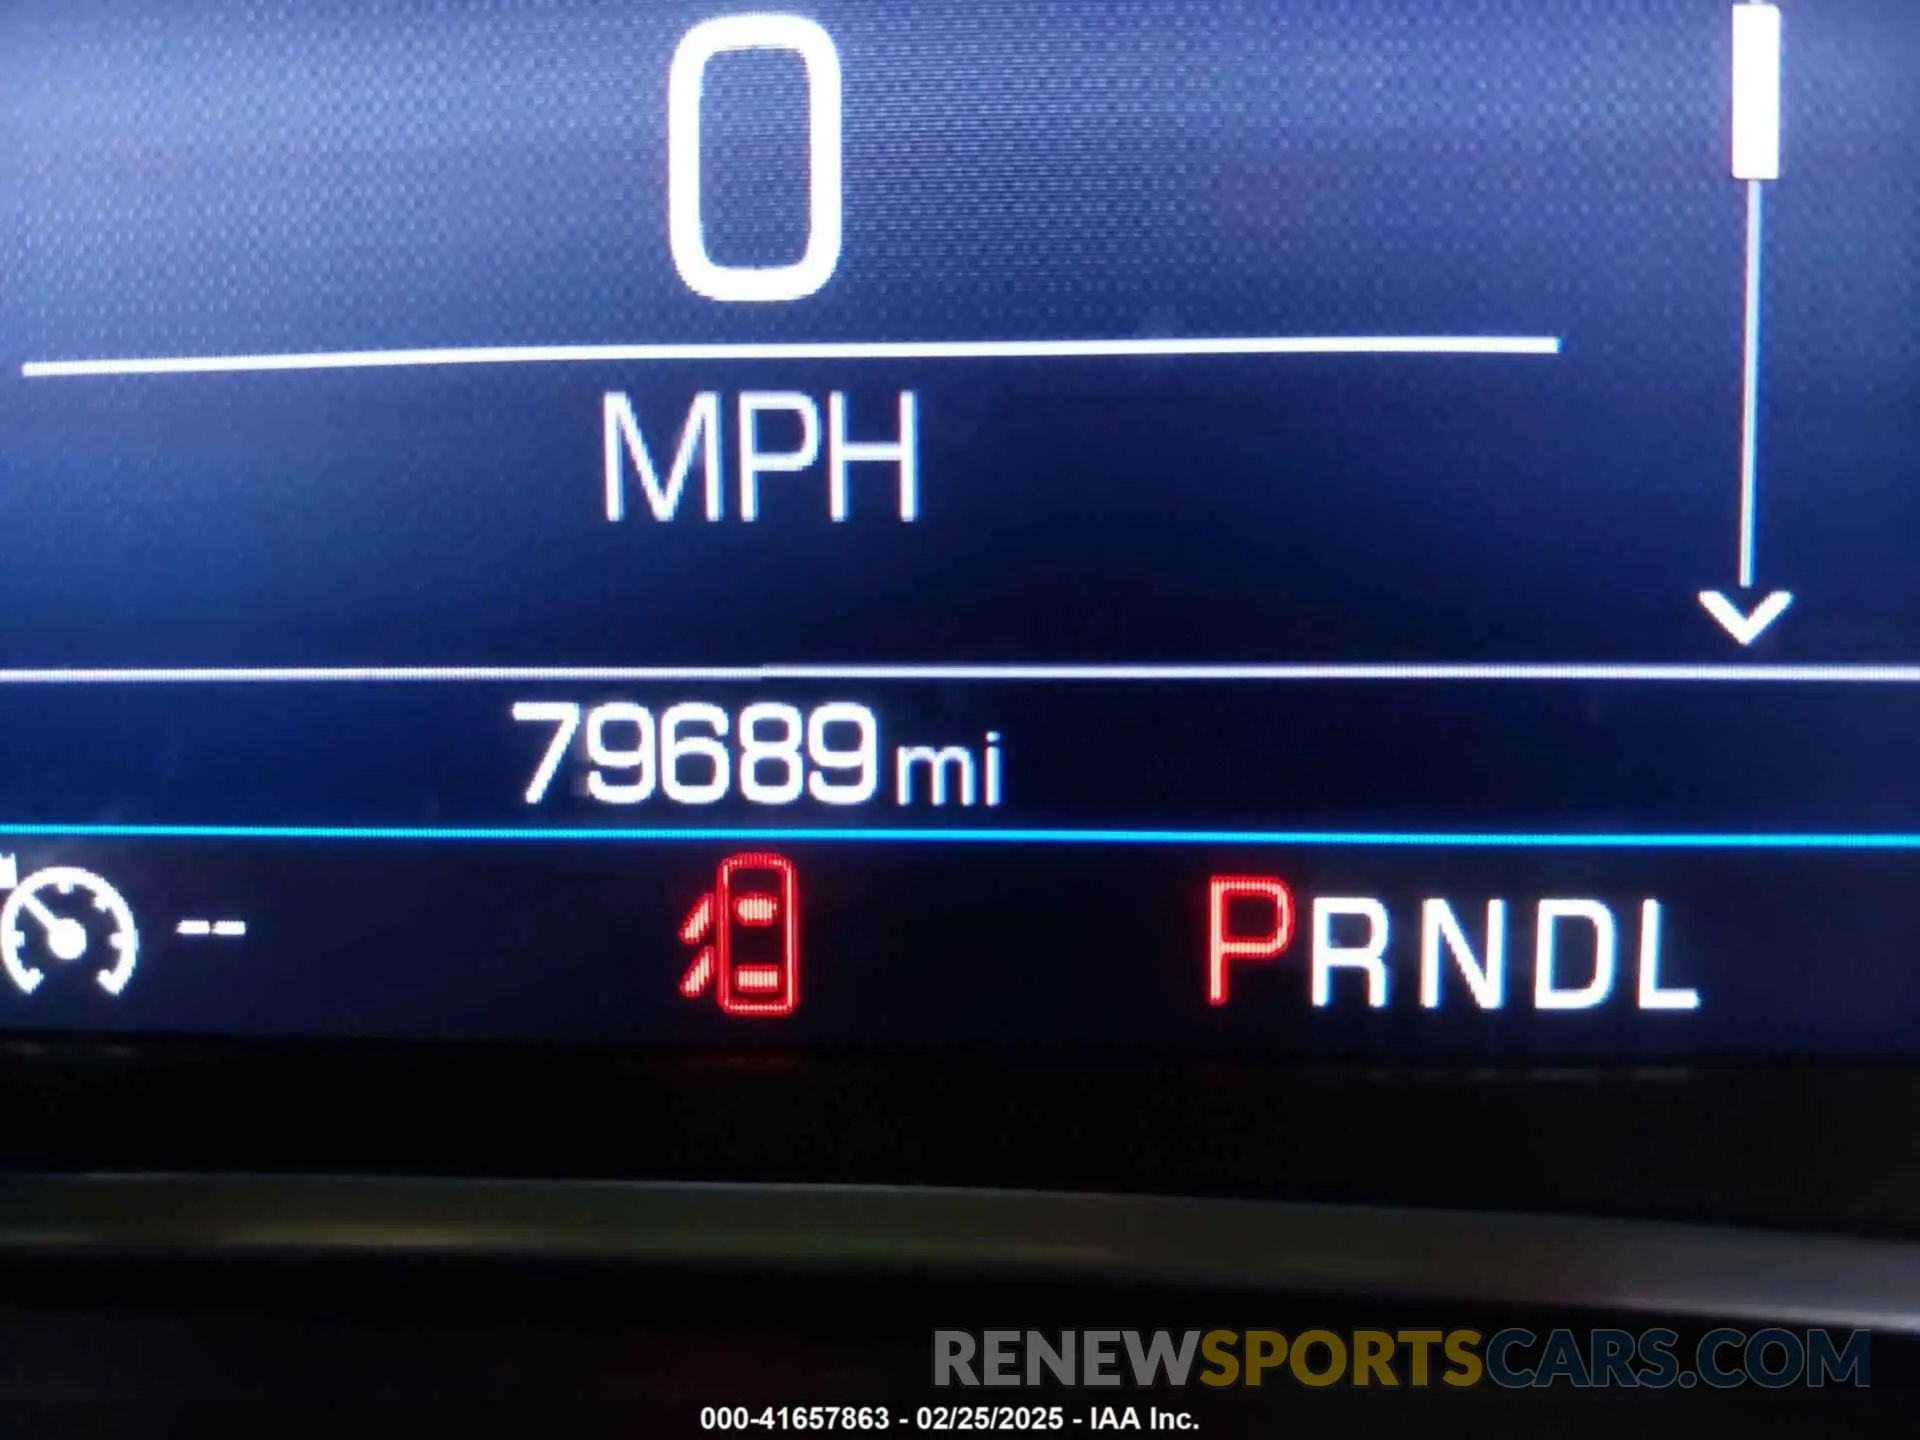 0
MPH
79689 mi
-- PRNDL
RENEWSPORTSCARS.COM
000-41657863 - 02/25/2025 - IAA Inc.